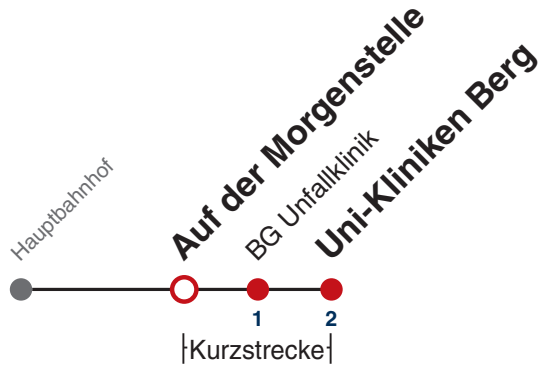 Hauptbahnhof
Auf der Morgenstelle
BG Unfallklinik
Uni-Kliniken Berg
1
2
Kurzstrecke